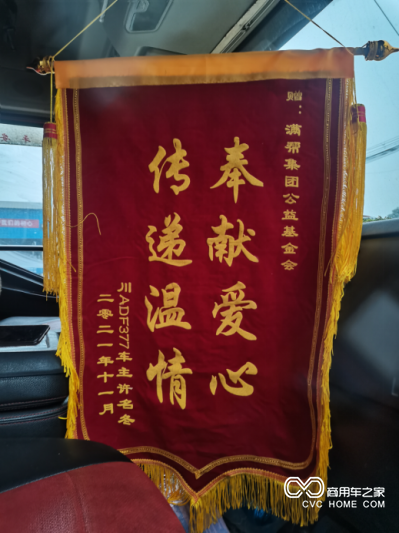 赠：满帮集团公益基金会
奉献爱心
传递温情
川ADF377车主许名冬
二零二一年十一月
商用车之家
CVC HOME .COM